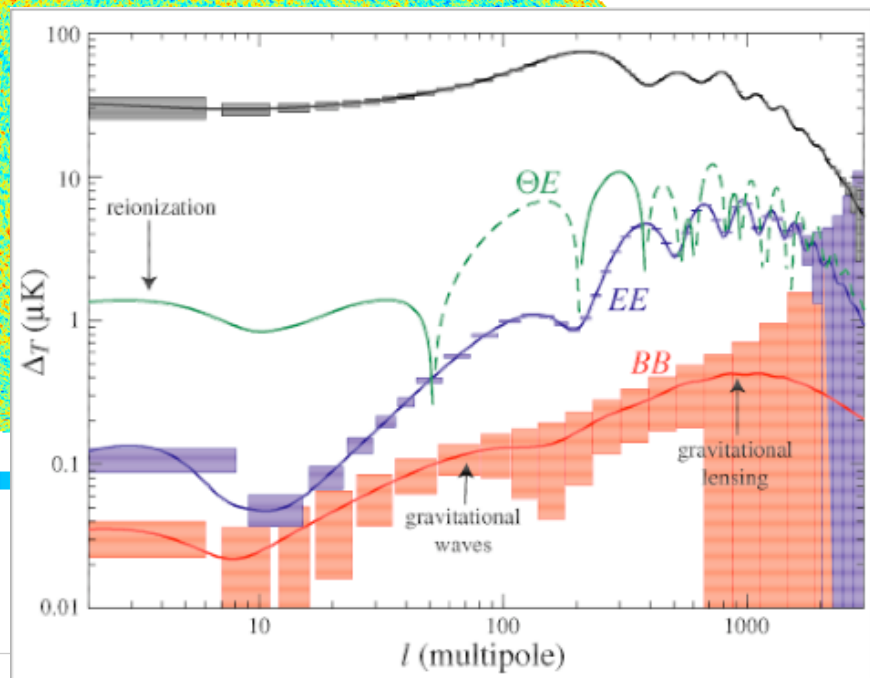 100
10
1
0.1
0.01
Δ_T (μK)
reionization
ΘE
EE
BB
gravitational
waves
gravitational
lensing
10
100
1000
l (multipole)